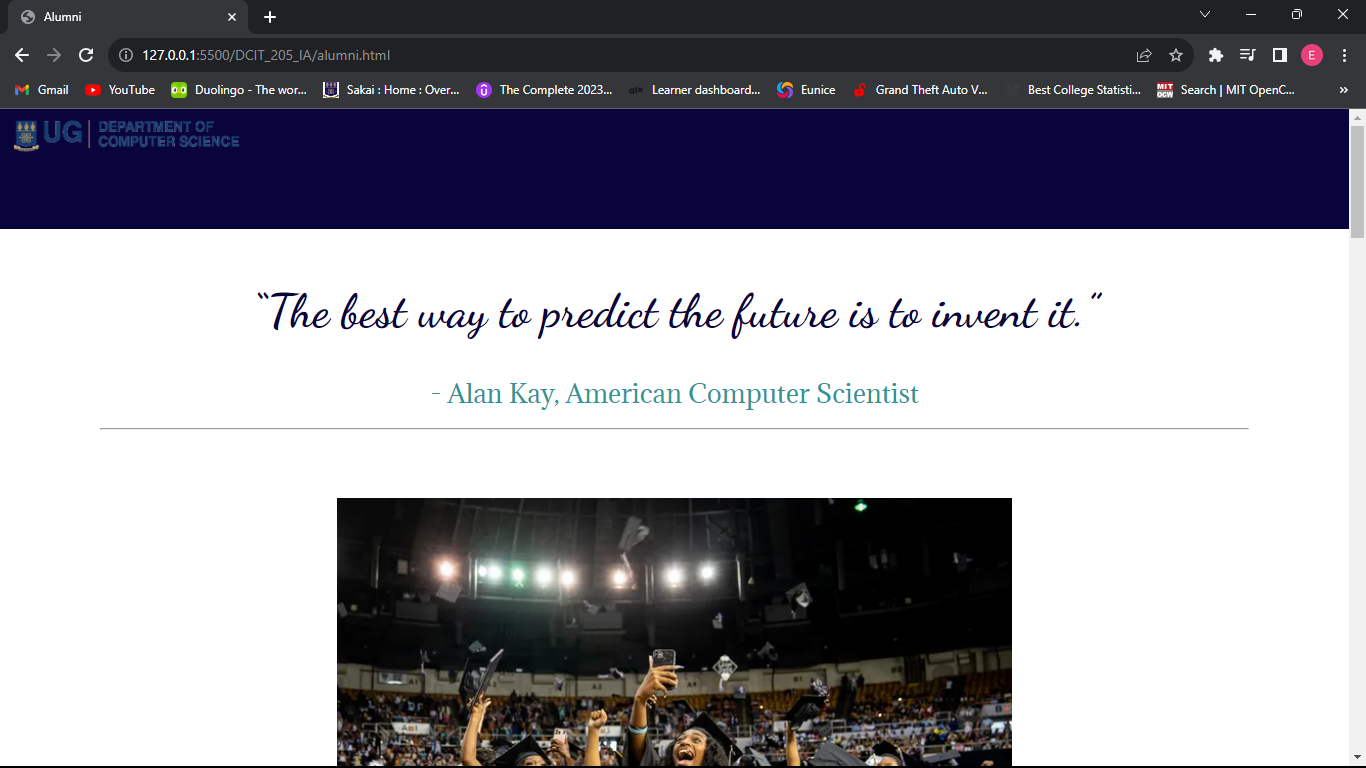 Alumni
127.0.0.1:5500/DCIT_205_IA/alumni.html
E
Gmail
YouTube
Duolingo - The wor...
Sakai : Home : Over...
The Complete 2023...
Learner dashboard...
Eunice
Grand Theft Auto V...
Best College Statisti...
MIT OCW
Search | MIT OpenC...
»
UG
DEPARTMENT OF
COMPUTER SCIENCE
“The best way to predict the future is to invent it.”
- Alan Kay, American Computer Scientist